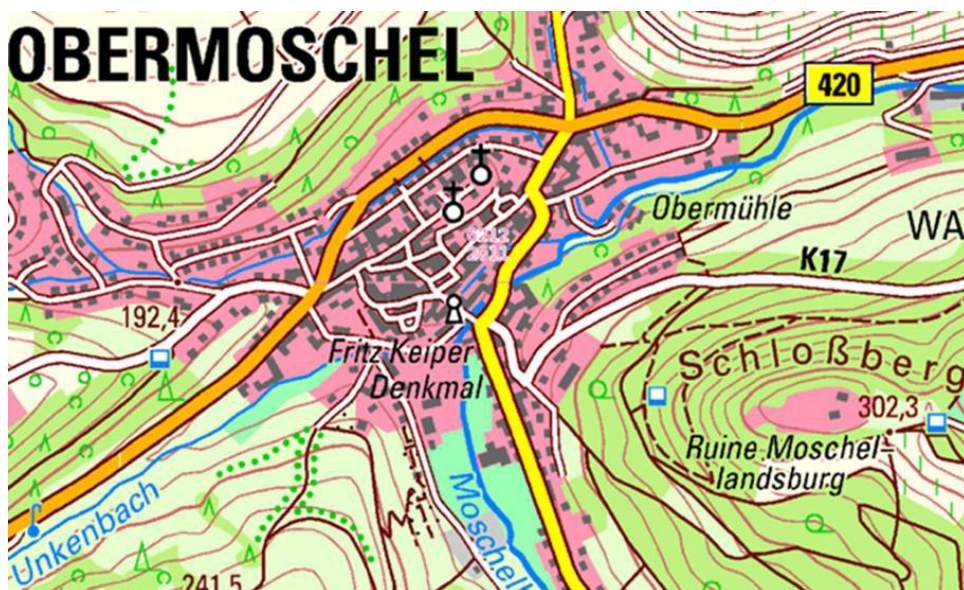 OBERMOSCHEL
420
Obermühle
WA
K17
192,4
Fritz-Keiper
Denkmal
Schloßberg
302,3
Ruine Moschel-
landsburg
Unkenbach
Moschell
241,5